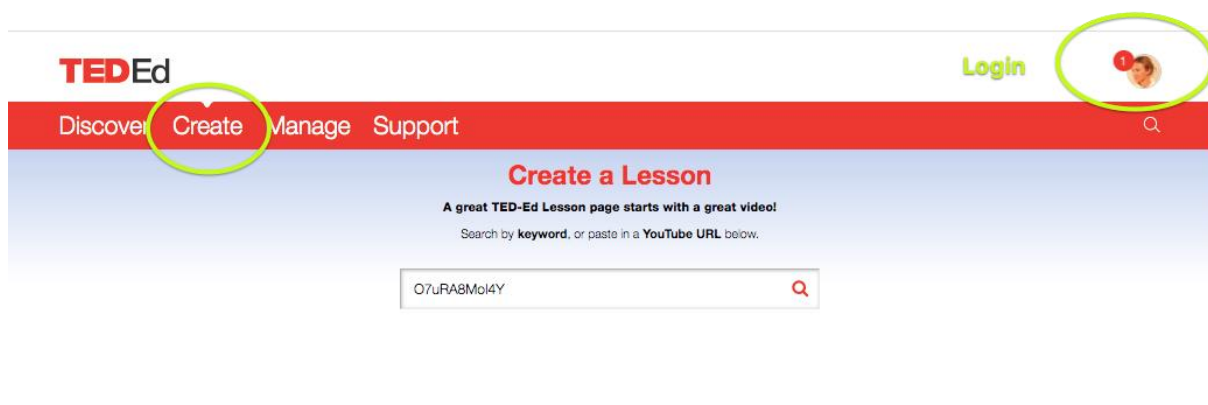 TEDEd
Login
1
Discover Create Manage Support
Create a Lesson
A great TED-Ed Lesson page starts with a great video!
Search by keyword, or paste in a YouTube URL below.
O7uRA8MoI4Y